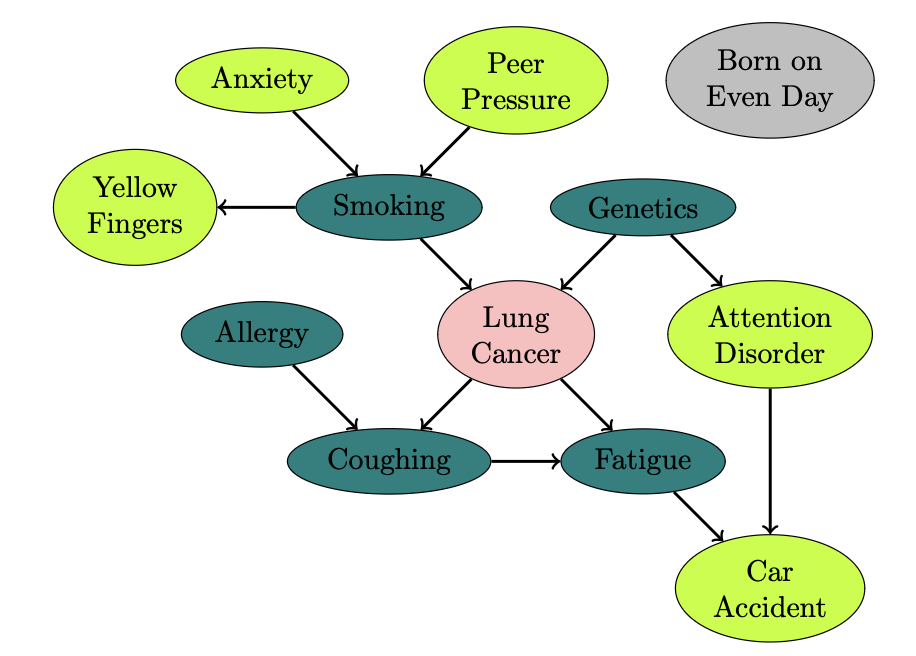 Anxiety
Peer
Pressure
Born on
Even Day
Yellow
Fingers
Smoking
Genetics
Allergy
Lung
Cancer
Attention
Disorder
Coughing
Fatigue
Car
Accident